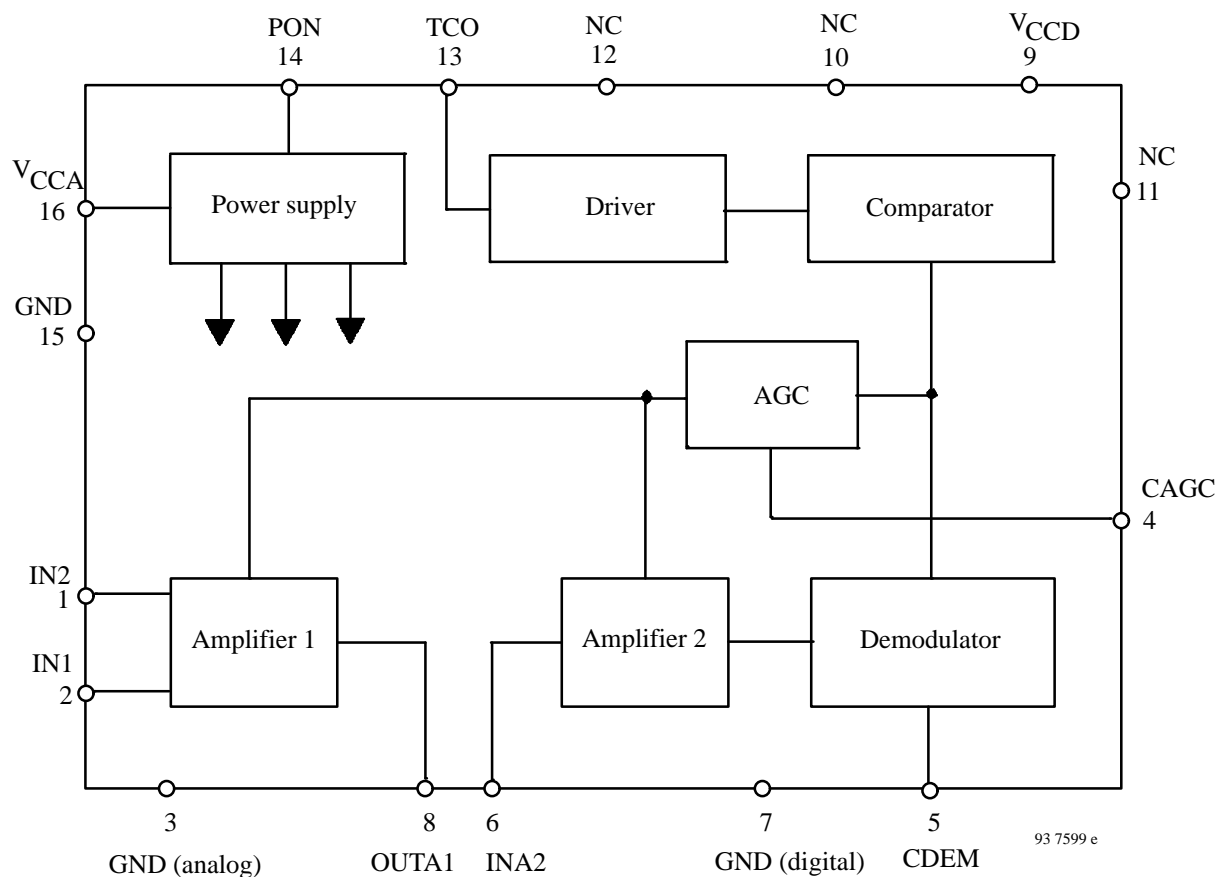 PON
14
TCO
13
NC
12
NC
10
VCCD
9
VCCA
16
Power supply
Driver
Comparator
NC
11
GND
15
AGC
CAGC
4
IN2
1
IN1
2
Amplifier 1
Amplifier 2
Demodulator
3
GND (analog)
8
OUTA1
6
INA2
7
GND (digital)
5
CDEM
93 7599 e